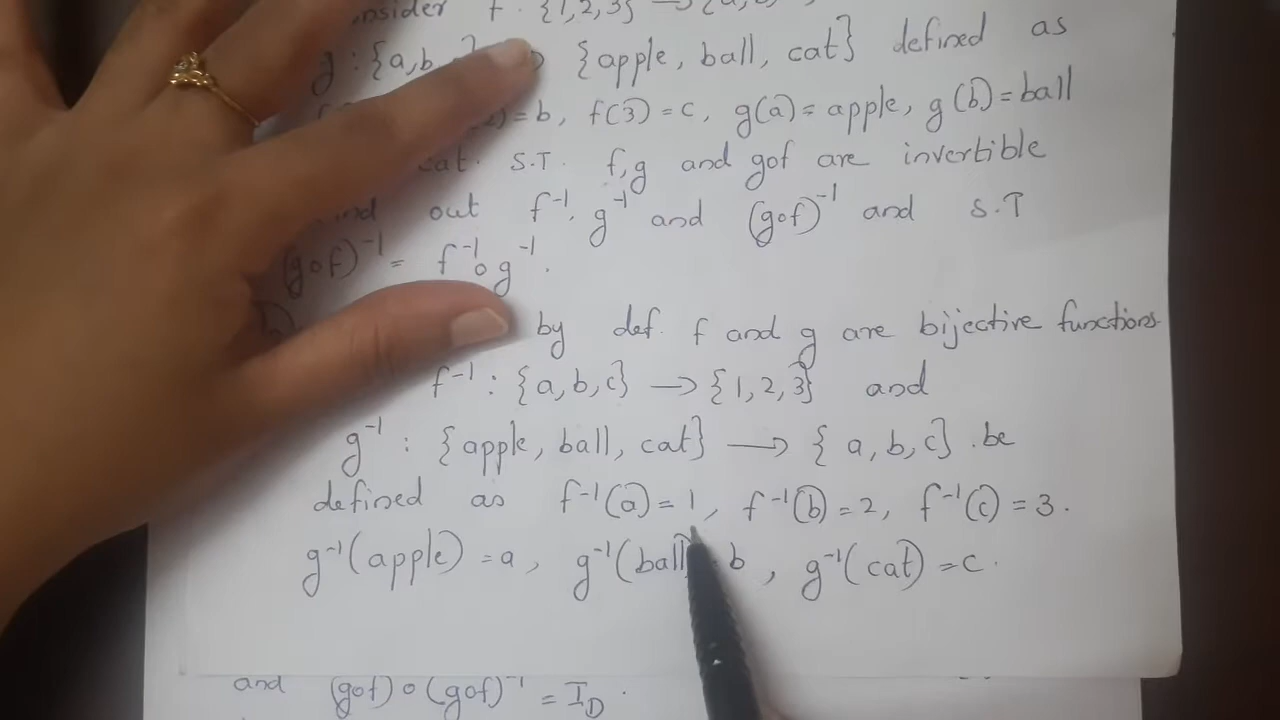 nsider f : {1,2,3} → {a,b,
g : {a,b, {apple, ball, cat} defined as
= b, f(3) = c, g(a) = apple, g(b) = ball
cat. S.T. f,g and gof are invertible
out f⁻¹, g⁻¹ and (gof)⁻¹ and S.T
(gof)⁻¹ = f⁻¹o g⁻¹.
by def. f and g are bijective functions
f⁻¹ : {a,b,c} → {1,2,3} and
g⁻¹ : {apple, ball, cat} → {a,b,c}.be
defined as f⁻¹(a) = 1, f⁻¹(b) = 2, f⁻¹(c) = 3.
g⁻¹(apple) = a, g⁻¹(ball) = b, g⁻¹(cat) = c.
and (gof) o (gof)⁻¹ = I_D.